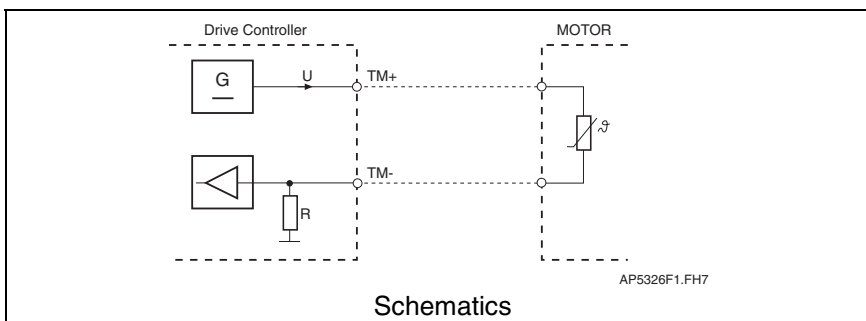 Drive Controller
MOTOR
G
U
TM+
ϑ
TM-
R
AP5326F1.FH7
Schematics